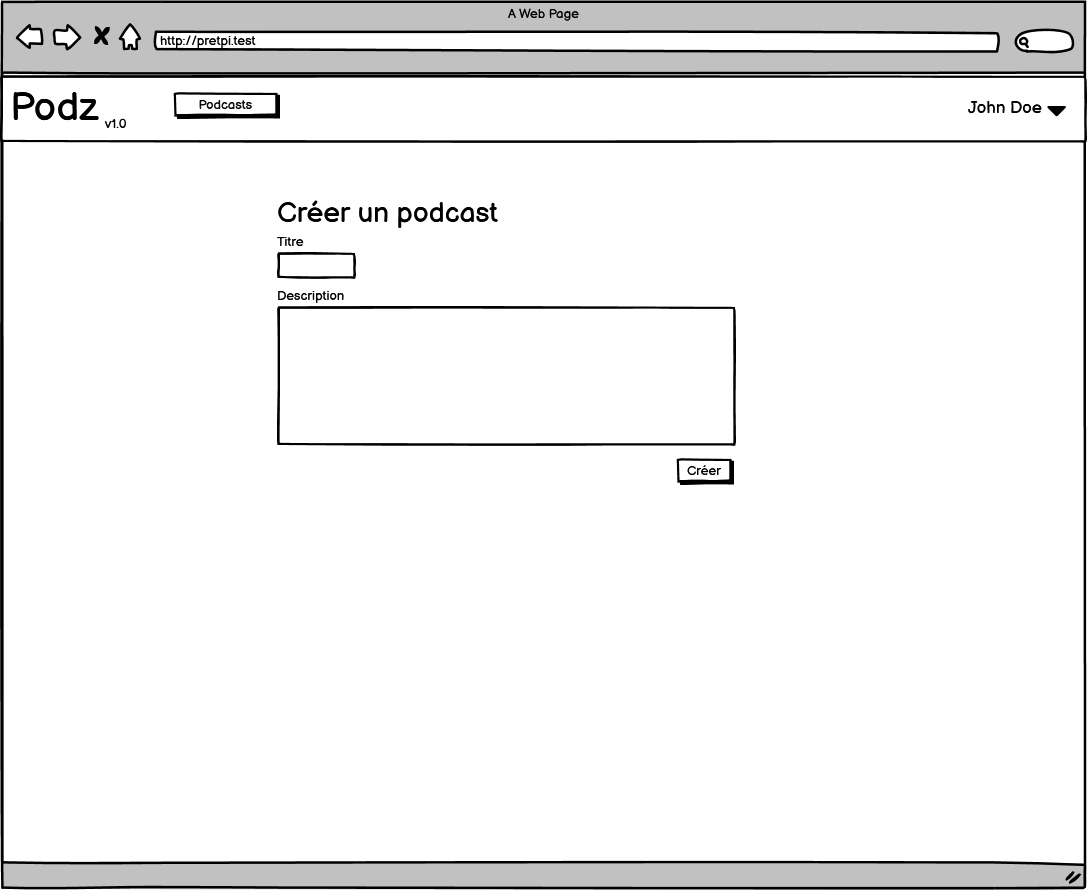 A Web Page
http://pretpi.test
Podz v1.0
Podcasts
John Doe
Créer un podcast
Titre
Description
Créer